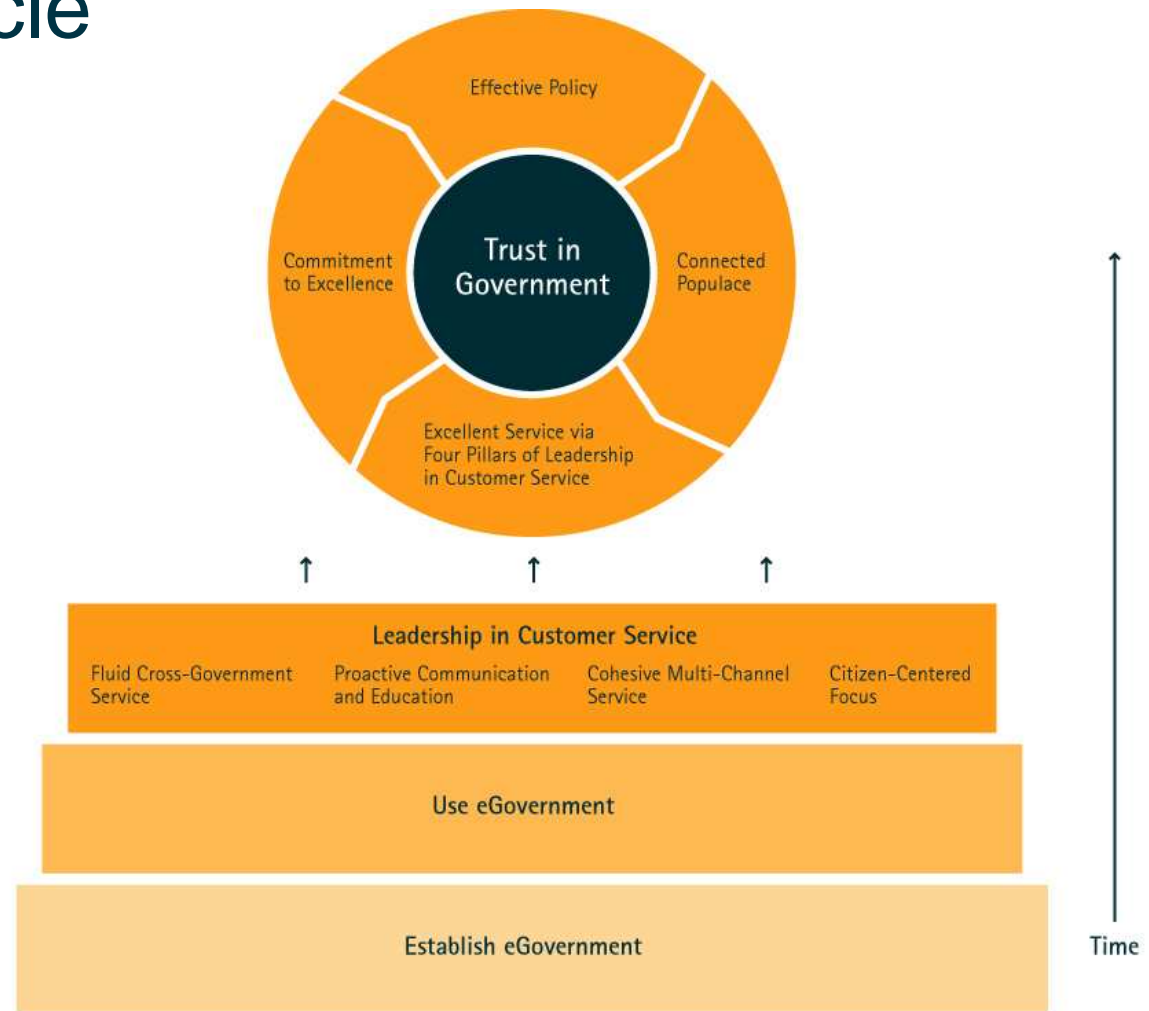 cle
Effective Policy
Commitment
to Excellence
Trust in
Government
Connected
Populace
Excellent Service via
Four Pillars of Leadership
in Customer Service
↑ ↑ ↑
Leadership in Customer Service
Fluid Cross-Government
Service
Proactive Communication
and Education
Cohesive Multi-Channel
Service
Citizen-Centered
Focus
Use eGovernment
Establish eGovernment
Time